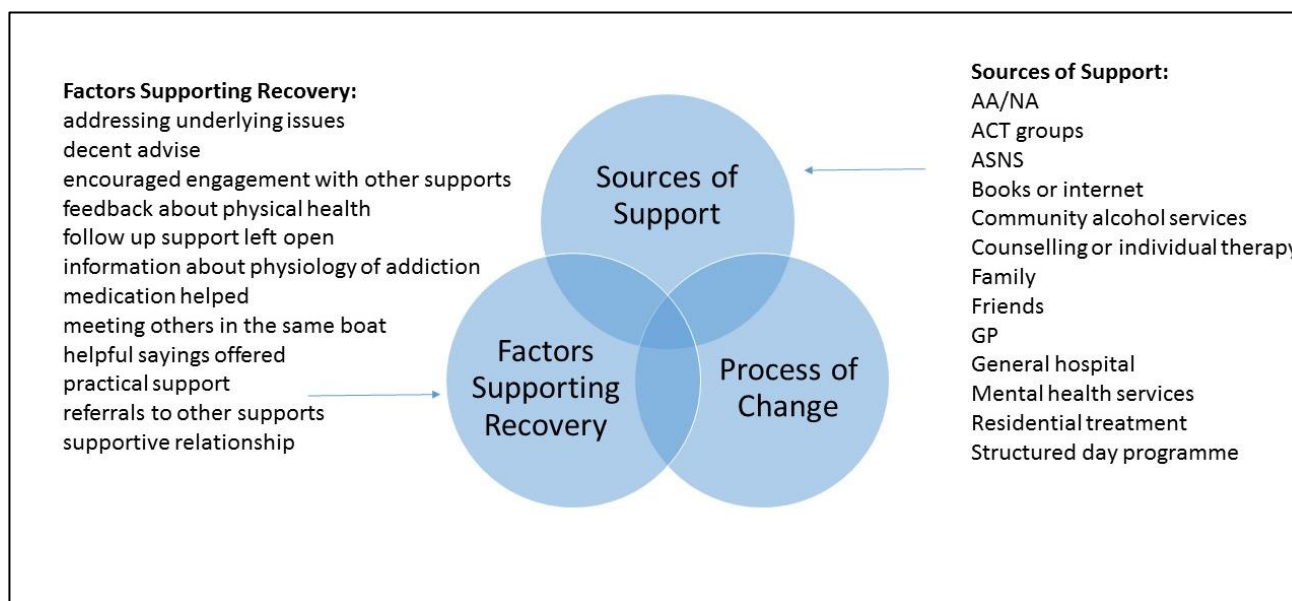 Factors Supporting Recovery:
addressing underlying issues
decent advise
encouraged engagement with other supports
feedback about physical health
follow up support left open
information about physiology of addiction
medication helped
meeting others in the same boat
helpful sayings offered
practical support
referrals to other supports
supportive relationship
Sources of
Support
Factors
Supporting
Recovery
Process of
Change
Sources of Support:
AA/NA
ACT groups
ASNS
Books or internet
Community alcohol services
Counselling or individual therapy
Family
Friends
GP
General hospital
Mental health services
Residential treatment
Structured day programme